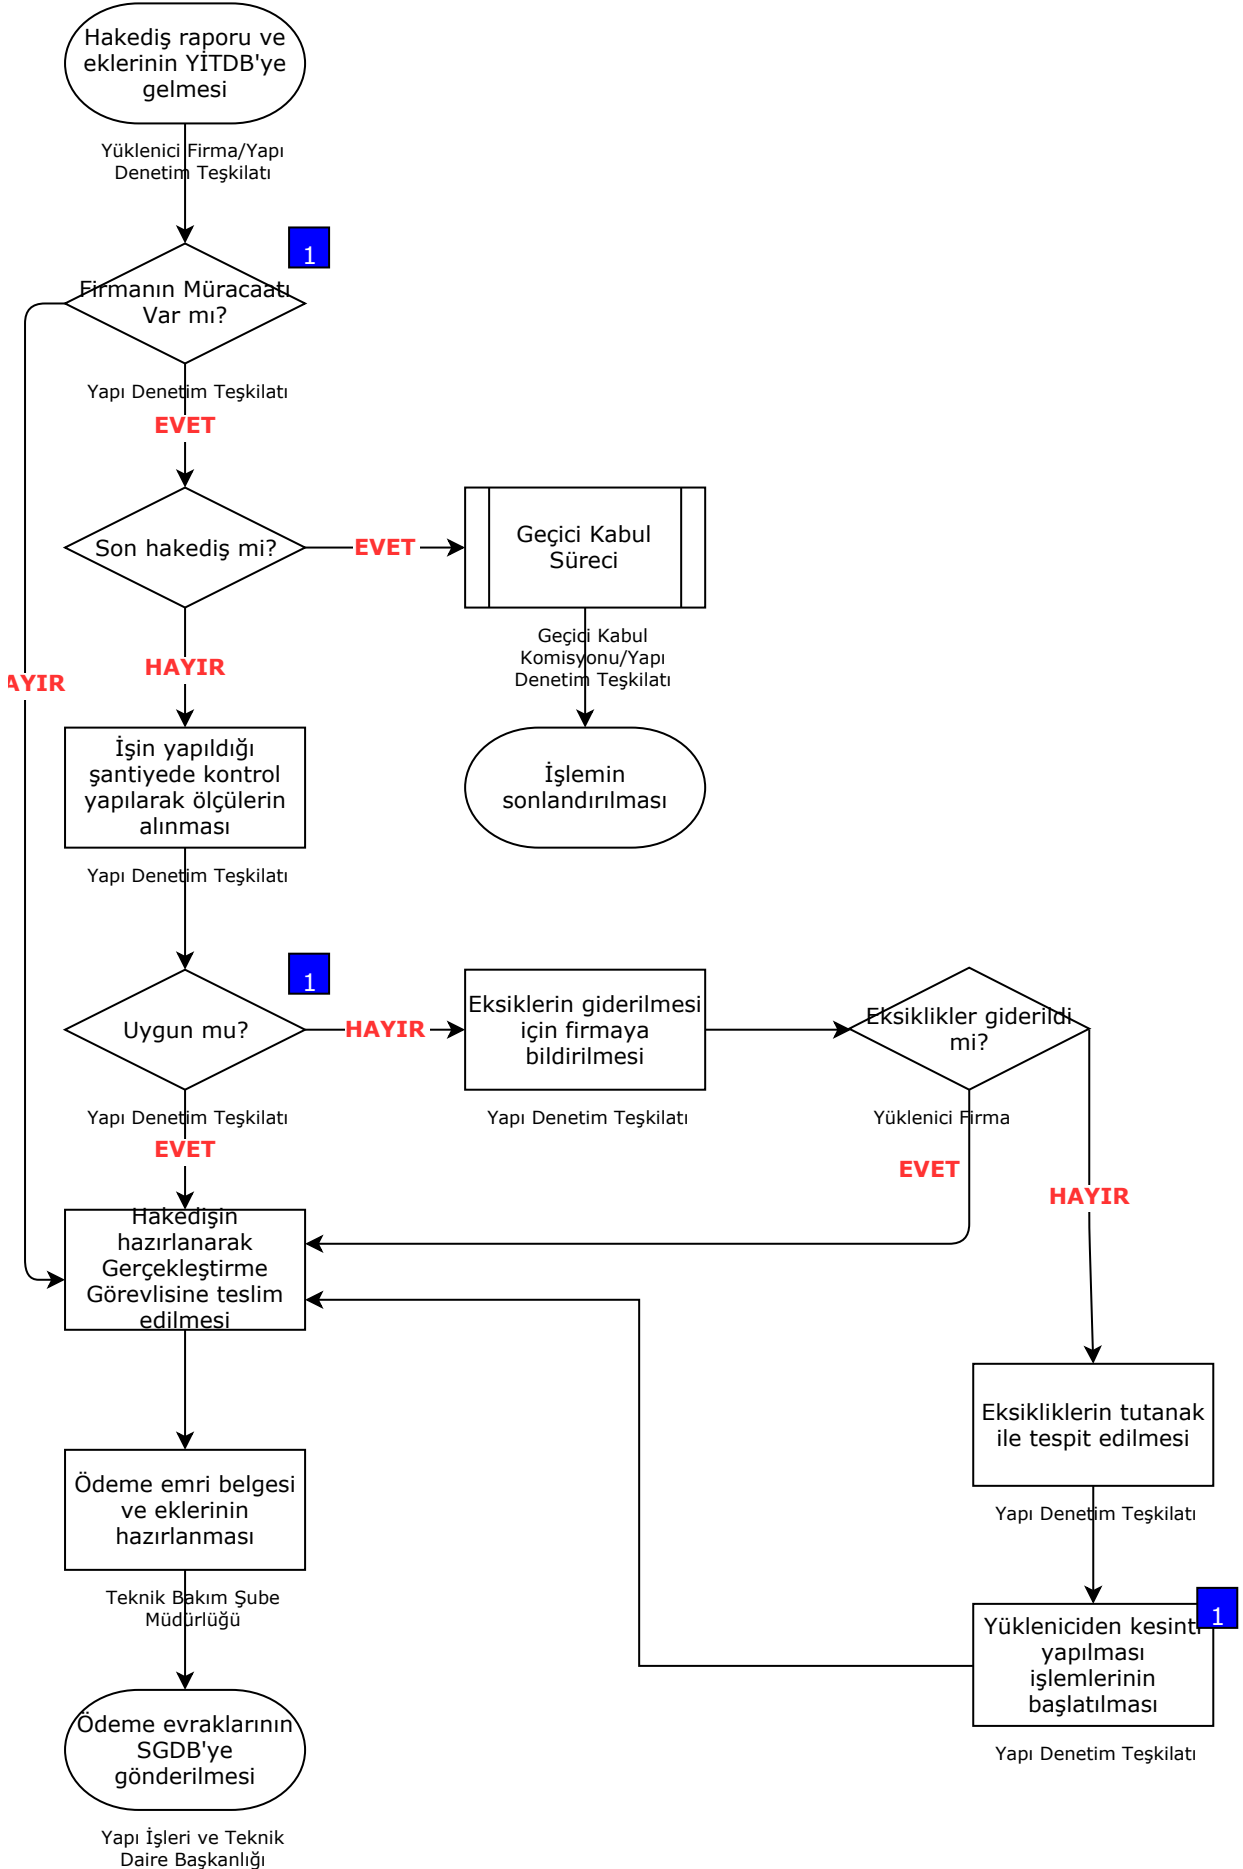 Hakediş raporu ve
eklerinin YİTDB'ye
gelmesi
Yüklenici Firma/Yapı
Denetim Teşkilatı
1
Firmanın Müracaatı
Var mı?
Yapı Denetim Teşkilatı
EVET
Son hakediş mi?
EVET
Geçici Kabul
Süreci
Geçici Kabul
Komisyonu/Yapı
Denetim Teşkilatı
HAYIR
AYIR
İşin yapıldığı
şantiyede kontrol
yapılarak ölçülerin
alınması
Yapı Denetim Teşkilatı
İşlemin
sonlandırılması
1
Uygun mu?
HAYIR
Yapı Denetim Teşkilatı
EVET
Eksiklerin giderilmesi
için firmaya
bildirilmesi
Yapı Denetim Teşkilatı
Eksiklikler giderildi
mi?
Yüklenici Firma
EVET
HAYIR
Hakedişin
hazırlanarak
Gerçekleştirme
Görevlisine teslim
edilmesi
Eksikliklerin tutanak
ile tespit edilmesi
Yapı Denetim Teşkilatı
Ödeme emri belgesi
ve eklerinin
hazırlanması
Teknik Bakım Şube
Müdürlüğü
1
Yükleniciden kesinti
yapılması
işlemlerinin
başlatılması
Yapı Denetim Teşkilatı
Ödeme evraklarının
SGDB'ye
gönderilmesi
Yapı İşleri ve Teknik
Daire Başkanlığı